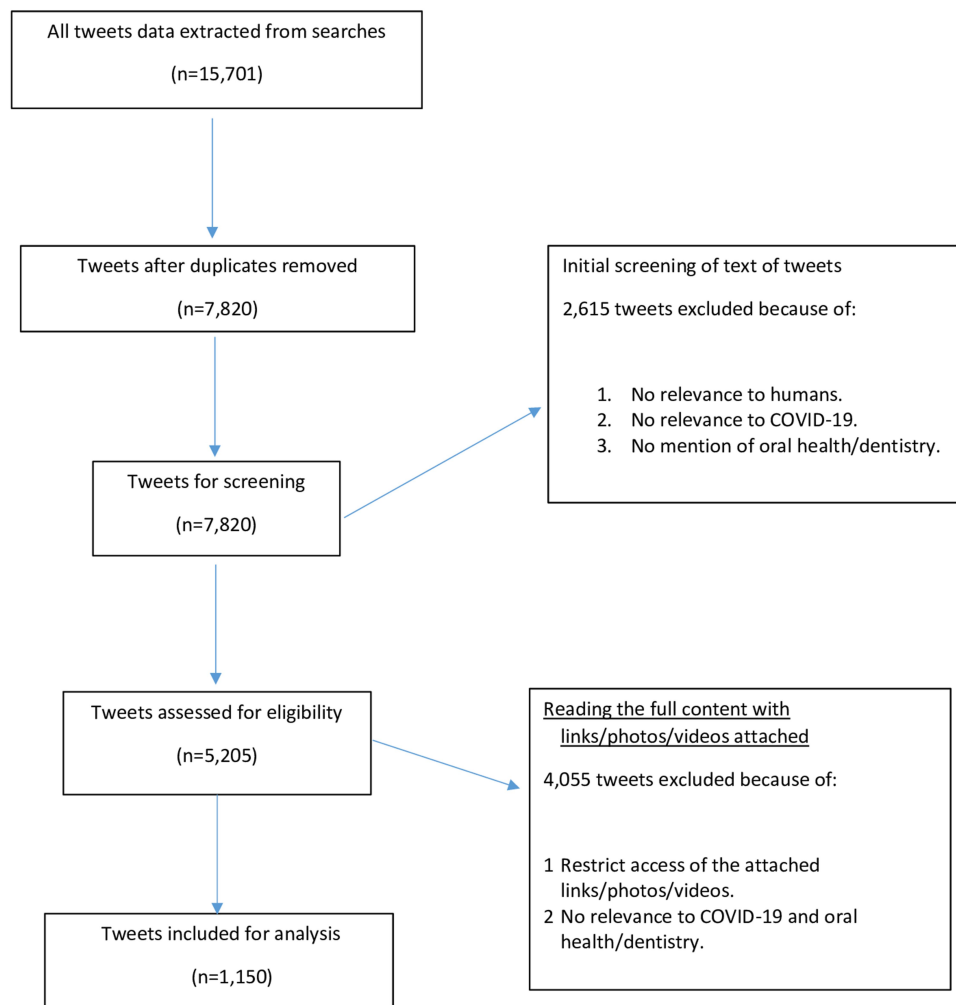 All tweets data extracted from searches
(n=15,701)
Tweets after duplicates removed
(n=7,820)
Initial screening of text of tweets
2,615 tweets excluded because of:
1. No relevance to humans.
2. No relevance to COVID-19.
3. No mention of oral health/dentistry.
Tweets for screening
(n=7,820)
Tweets assessed for eligibility
(n=5,205)
Reading the full content with
links/photos/videos attached
4,055 tweets excluded because of:
1 Restrict access of the attached
links/photos/videos.
2 No relevance to COVID-19 and oral
health/dentistry.
Tweets included for analysis
(n=1,150)